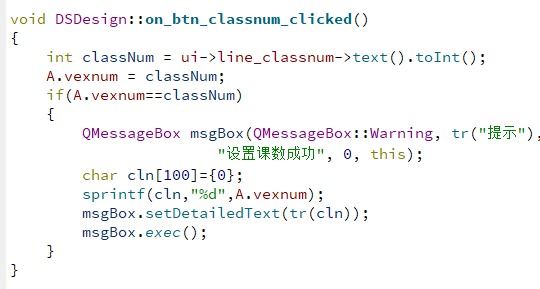 void DSDesign::on_btn_classnum_clicked()
{
    int classNum = ui->line_classnum->text().toInt();
    A.vexnum = classNum;
    if(A.vexnum==classNum)
    {
        QMessageBox msgBox(QMessageBox::Warning, tr("提示"),
                    "设置课数成功", 0, this);
        char cln[100]={0};
        sprintf(cln,"%d",A.vexnum);
        msgBox.setDetailedText(tr(cln));
        msgBox.exec();
    }
}